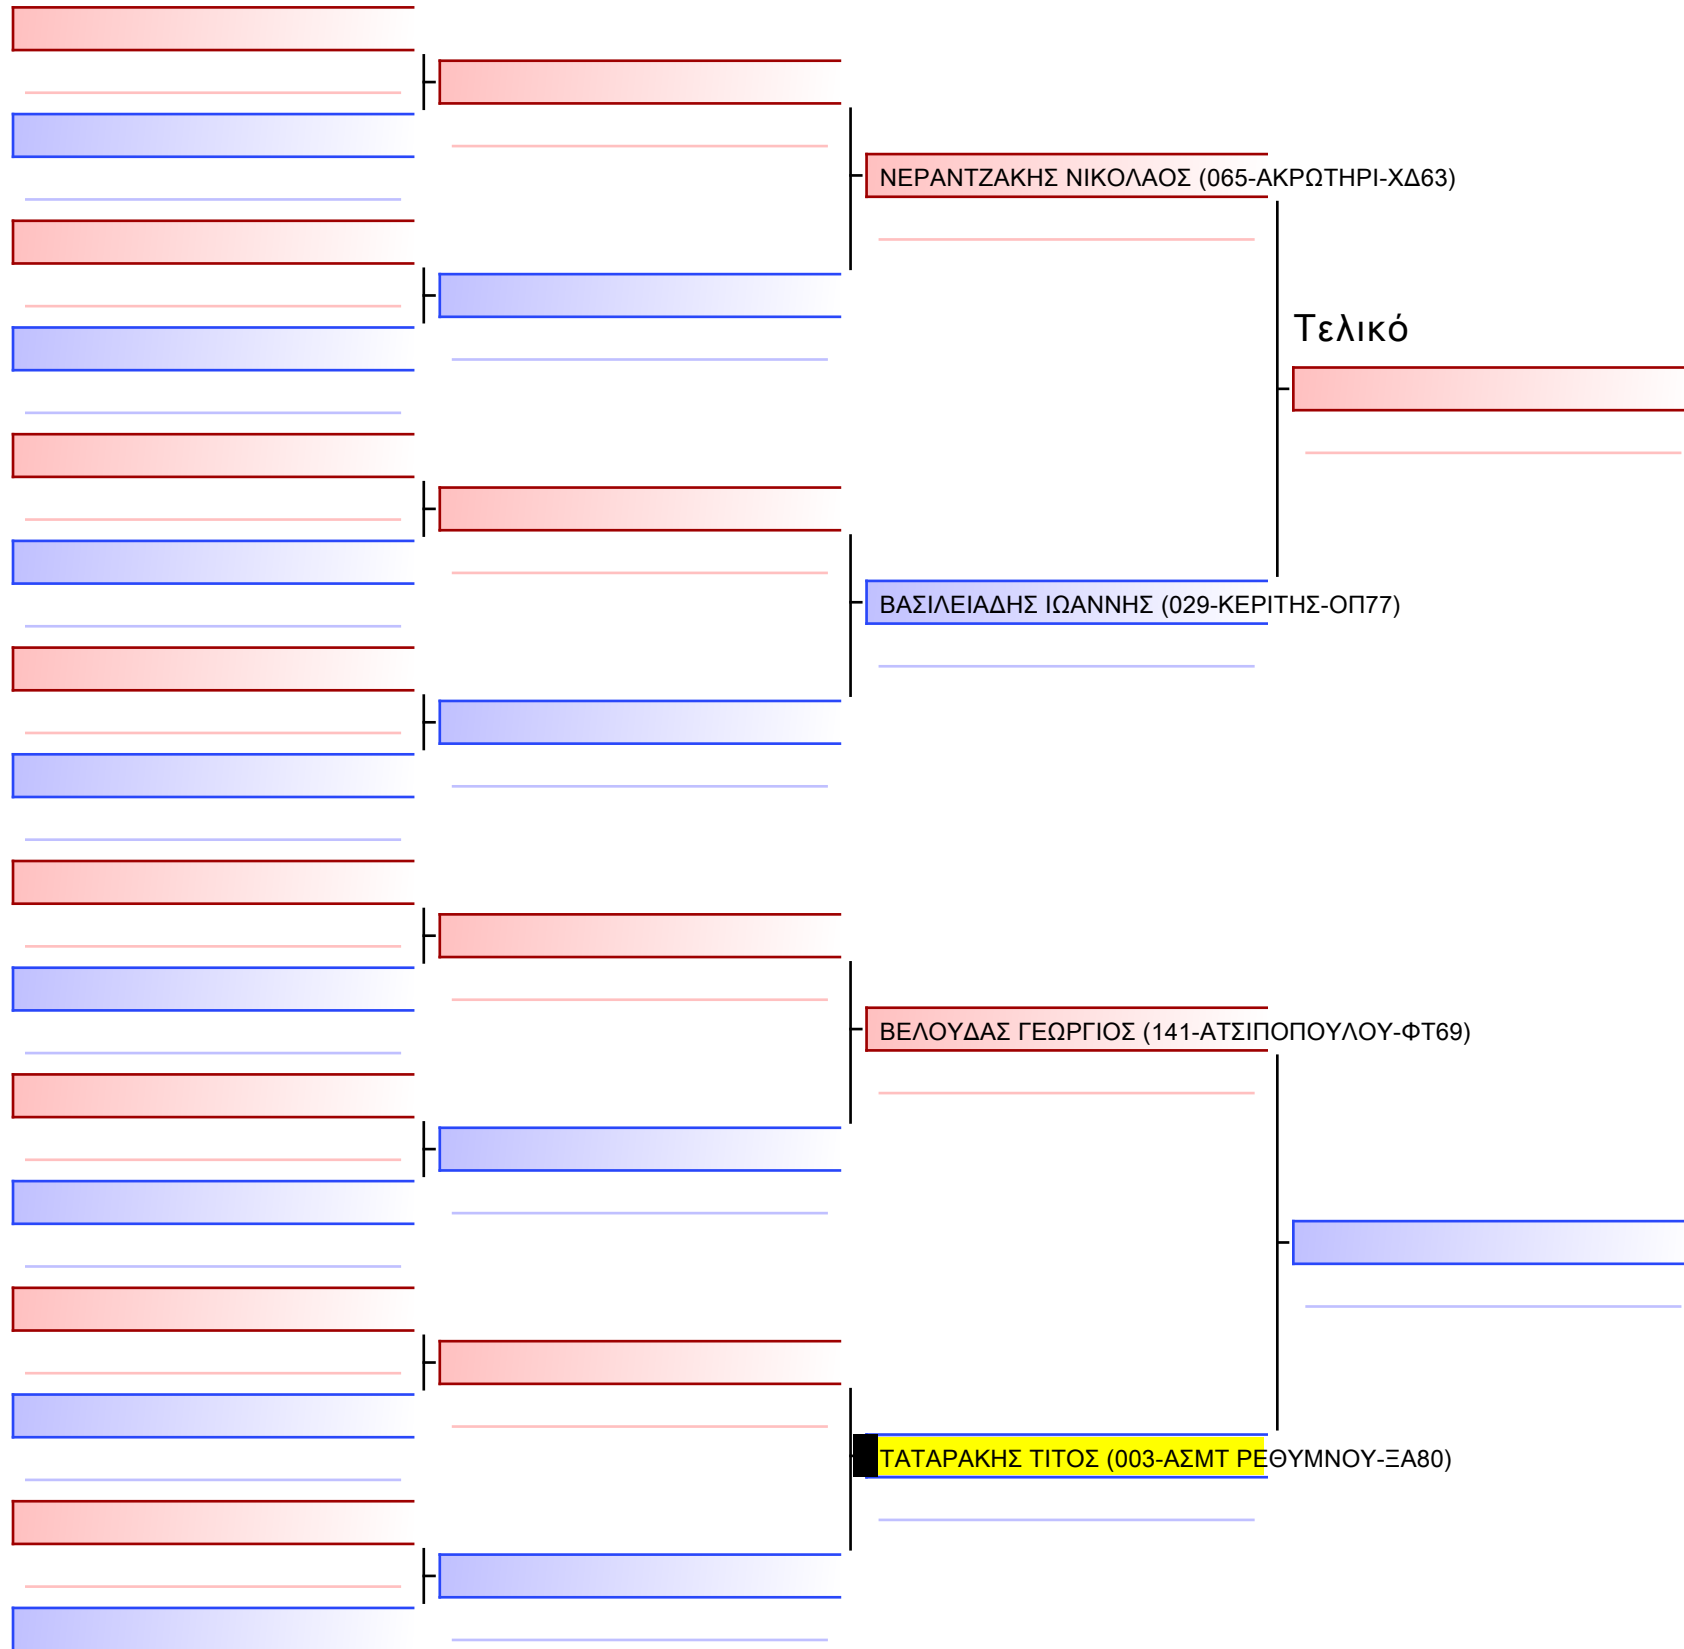 ΝΕΡΑΝΤΖΑΚΗΣ ΝΙΚΟΛΑΟΣ (065-ΑΚΡΩΤΗΡΙ-ΧΔ63)
Τελικό
ΒΑΣΙΛΕΙΑΔΗΣ ΙΩΑΝΝΗΣ (029-ΚΕΡΙΤΗΣ-ΟΠ77)
ΒΕΛΟΥΔΑΣ ΓΕΩΡΓΙΟΣ (141-ΑΤΣΙΠΟΠΟΥΛΟΥ-ΦΤ69)
ΤΑΤΑΡΑΚΗΣ ΤΙΤΟΣ (003-ΑΣΜΤ ΡΕΘΥΜΝΟΥ-ΞΑ80)